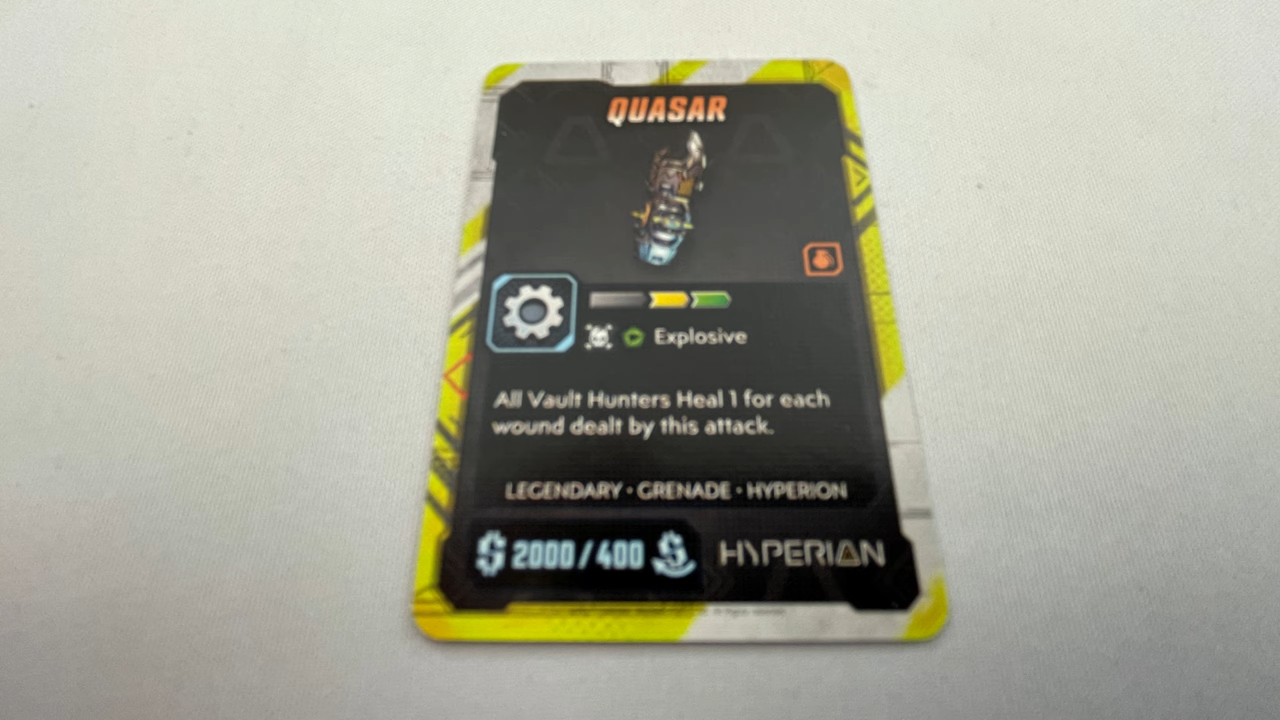 QUASAR
Explosive
All Vault Hunters Heal 1 for each
wound dealt by this attack.
LEGENDARY • GRENADE • HYPERION
2000/400
HYPERION